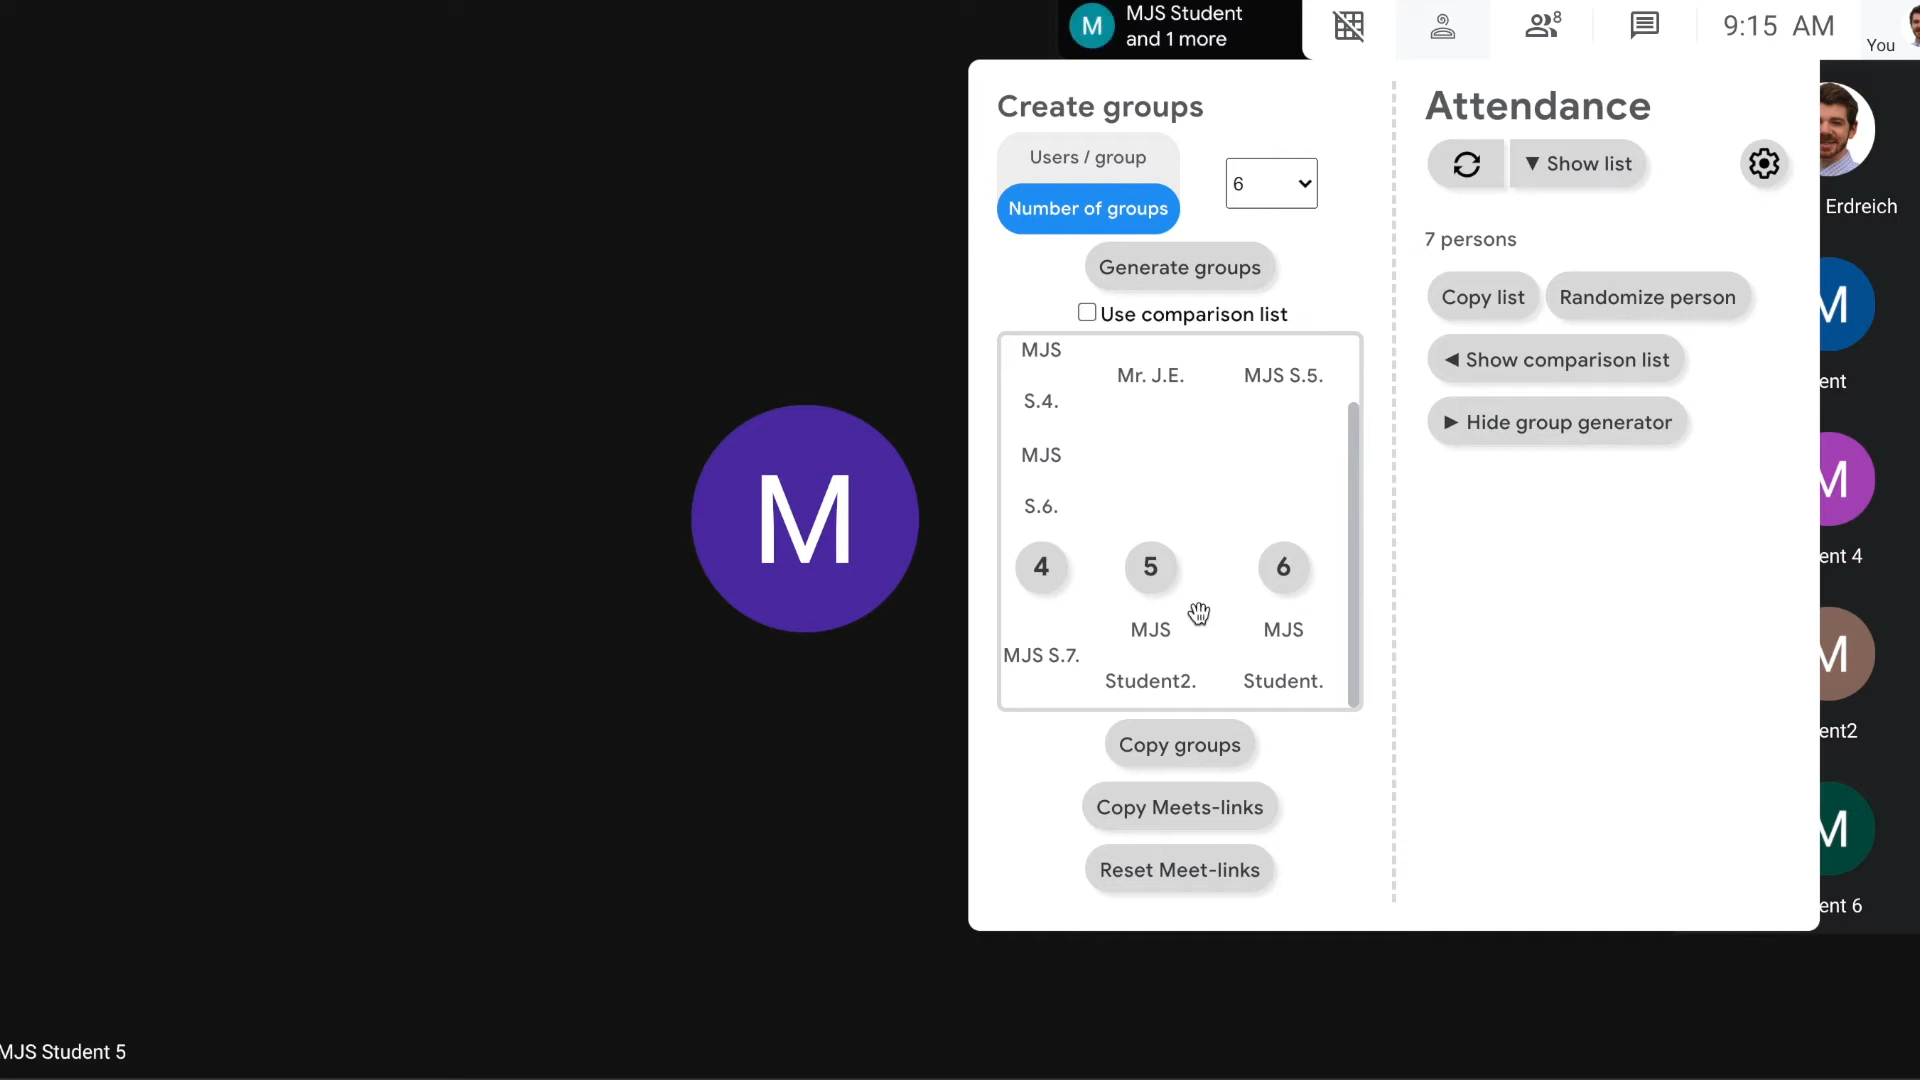 M
MJS Student
and 1 more
8
9:15 AM
You
Create groups
Users / group
Number of groups
6
Generate groups
Use comparison list
MJS
S.4.
Mr. J.E.
MJS S.5.
MJS
S.6.
4
5
6
MJS S.7.
MJS
Student2.
MJS
Student.
Copy groups
Copy Meets-links
Reset Meet-links
Attendance
▼ Show list
7 persons
Copy list
Randomize person
◀ Show comparison list
▶ Hide group generator
Erdreich
M
ent
M
ent 4
M
ent2
M
ent 6
M
MJS Student 5